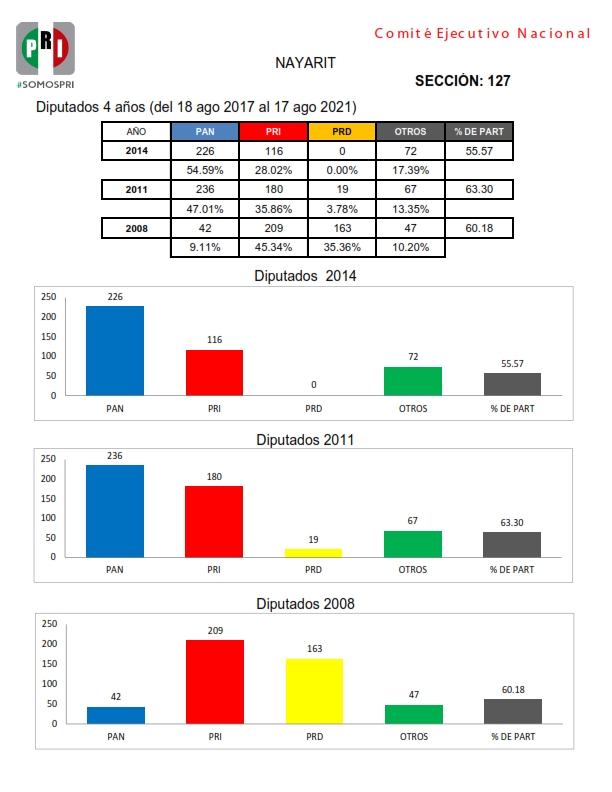 Comité Ejecutivo Nacional
PRI
#SOMOSPRI
NAYARIT
SECCIÓN: 127
Diputados 4 años (del 18 ago 2017 al 17 ago 2021)
AÑO PAN PRI PRD OTROS % DE PART
2014 226 116 0 72 55.57
54.59% 28.02% 0.00% 17.39%
2011 236 180 19 67 63.30
47.01% 35.86% 3.78% 13.35%
2008 42 209 163 47 60.18
9.11% 45.34% 35.36% 10.20%
Diputados 2014
250
200
150
100
50
0
226
116
0
72
55.57
PAN PRI PRD OTROS % DE PART
Diputados 2011
250
200
150
100
50
0
236
180
19
67
63.30
PAN PRI PRD OTROS % DE PART
Diputados 2008
250
200
150
100
50
0
42
209
163
47
60.18
PAN PRI PRD OTROS % DE PART